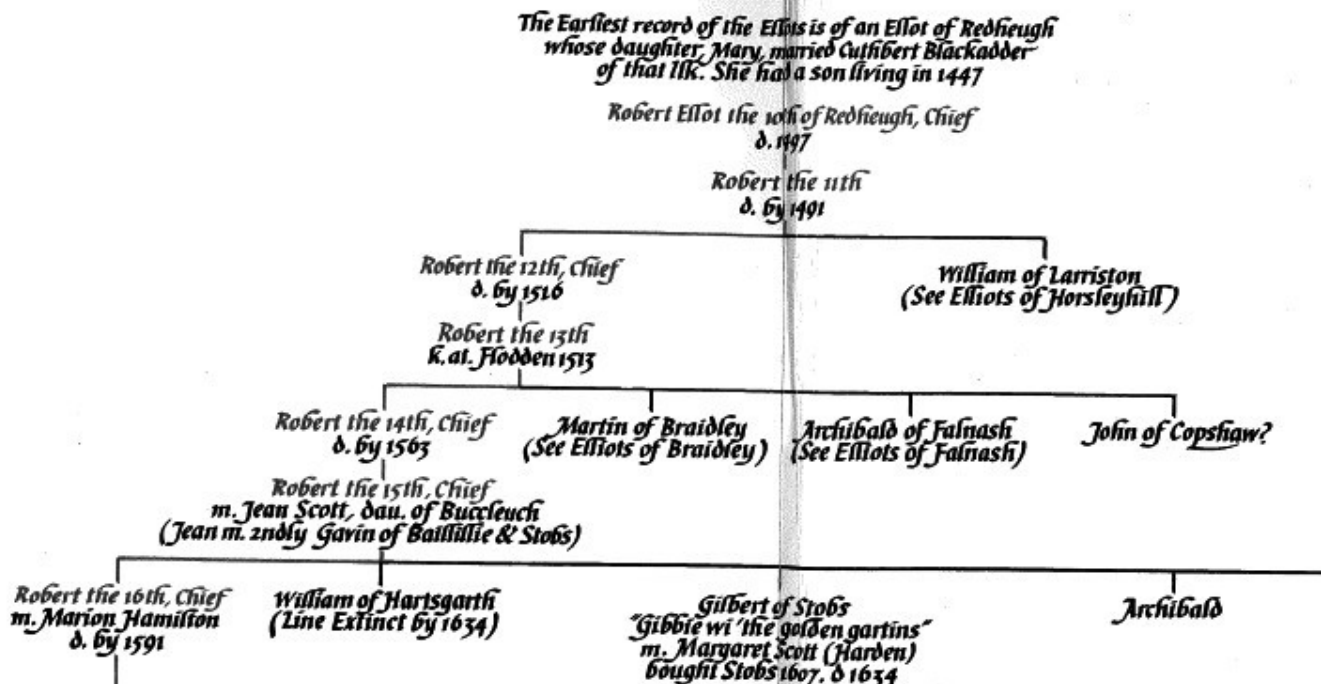 The Earliest record of the Ellots is of an Ellot of Redheugh
whose daughter, Mary, married Cuthbert Blackadder
of that Ilk. She had a son living in 1447
Robert Ellot the 10th of Redheugh, Chief
d. 1497
Robert the 11th
d. by 1491
Robert the 12th, Chief
d. by 1516
William of Larriston
(See Elliots of Horsleyhill)
Robert the 13th
k. at. Flodden 1513
Robert the 14th, Chief
d. by 1563
Martin of Braidley
(See Elliots of Braidley)
Archibald of Falnash
(See Elliots of Falnash)
John of Copshaw?
Robert the 15th, Chief
m. Jean Scott, dau. of Buccleuch
(Jean m. 2ndly Gavin of Baillillie & Stobs)
Robert the 16th, Chief
m. Marion Hamilton
d. by 1591
William of Hartsgarth
(Line Extinct by 1634)
Gilbert of Stobs
"Gibbie wi 'the golden gartins"
m. Margaret Scott (Harden)
bought Stobs 1607. d 1634
Archibald